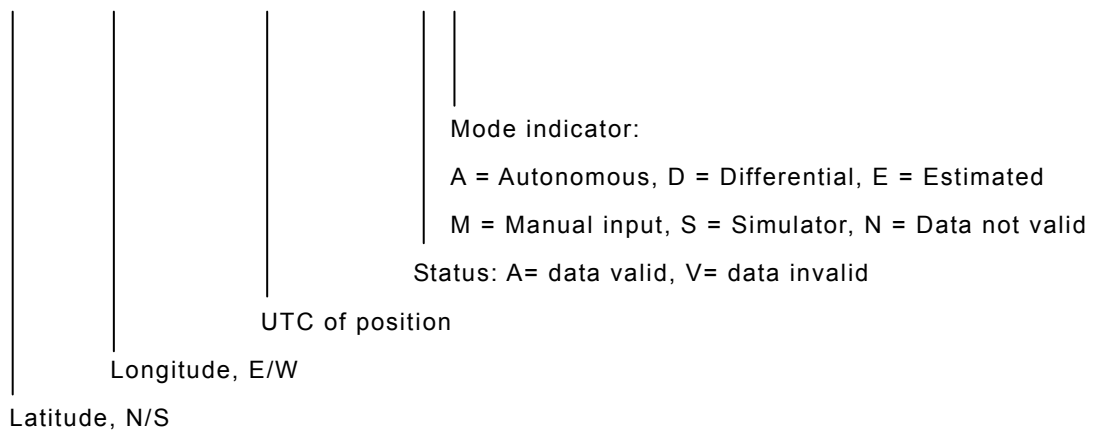 Mode indicator:
A = Autonomous, D = Differential, E = Estimated
M = Manual input, S = Simulator, N = Data not valid
Status: A= data valid, V= data invalid
UTC of position
Longitude, E/W
Latitude, N/S